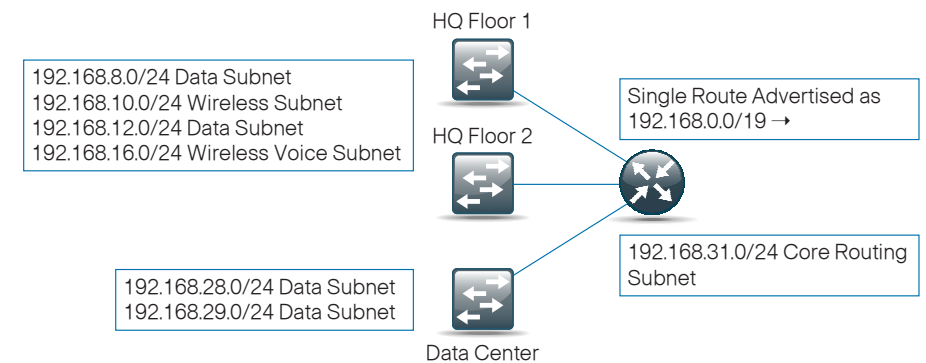 HQ Floor 1
192.168.8.0/24 Data Subnet
192.168.10.0/24 Wireless Subnet
192.168.12.0/24 Data Subnet
192.168.16.0/24 Wireless Voice Subnet
Single Route Advertised as
192.168.0.0/19 →
HQ Floor 2
192.168.31.0/24 Core Routing
Subnet
192.168.28.0/24 Data Subnet
192.168.29.0/24 Data Subnet
Data Center